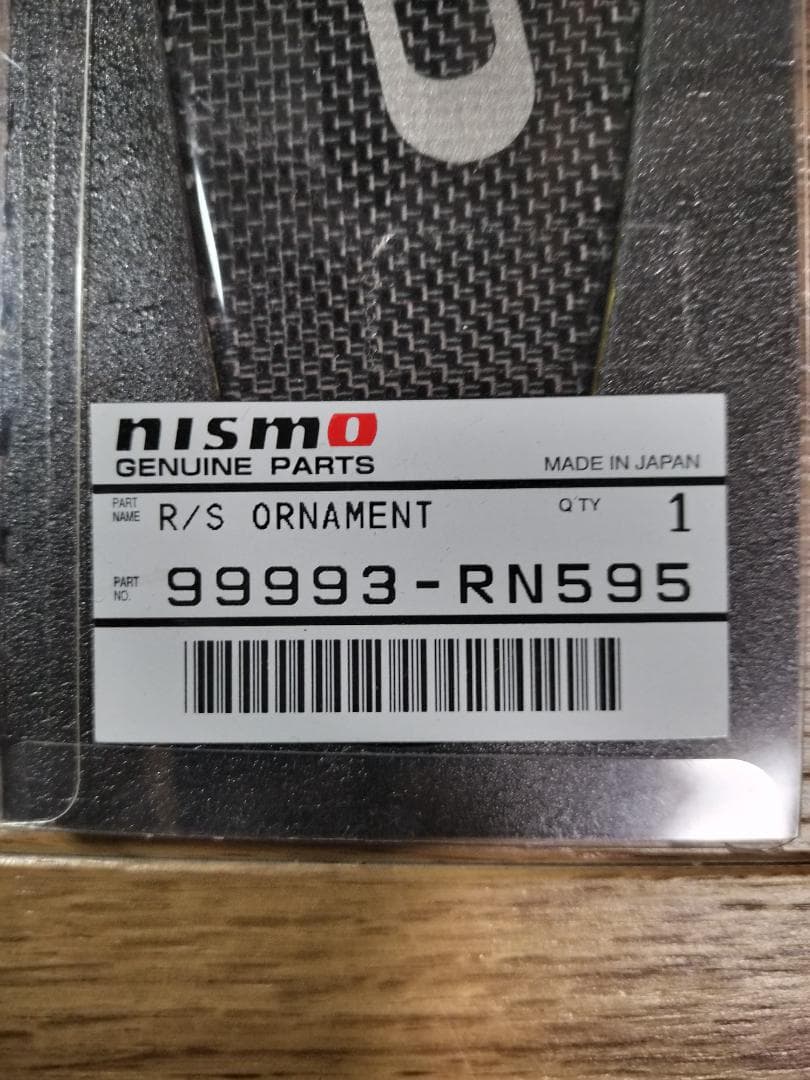 nismo
GENUINE PARTS
MADE IN JAPAN
PART NAME R/S ORNAMENT Q'TY 1
PART NO. 99993-RN595